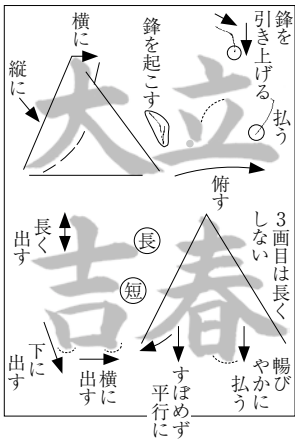 鋒を
引き上げる
払う
立
俯す
鋒を起こす
横に
大
縦に
3画目は長く
しない
暢び
やかに
払う
春
すぼめず
平行に
長
短
吉
長く
出す
横に
出す
下に
出す